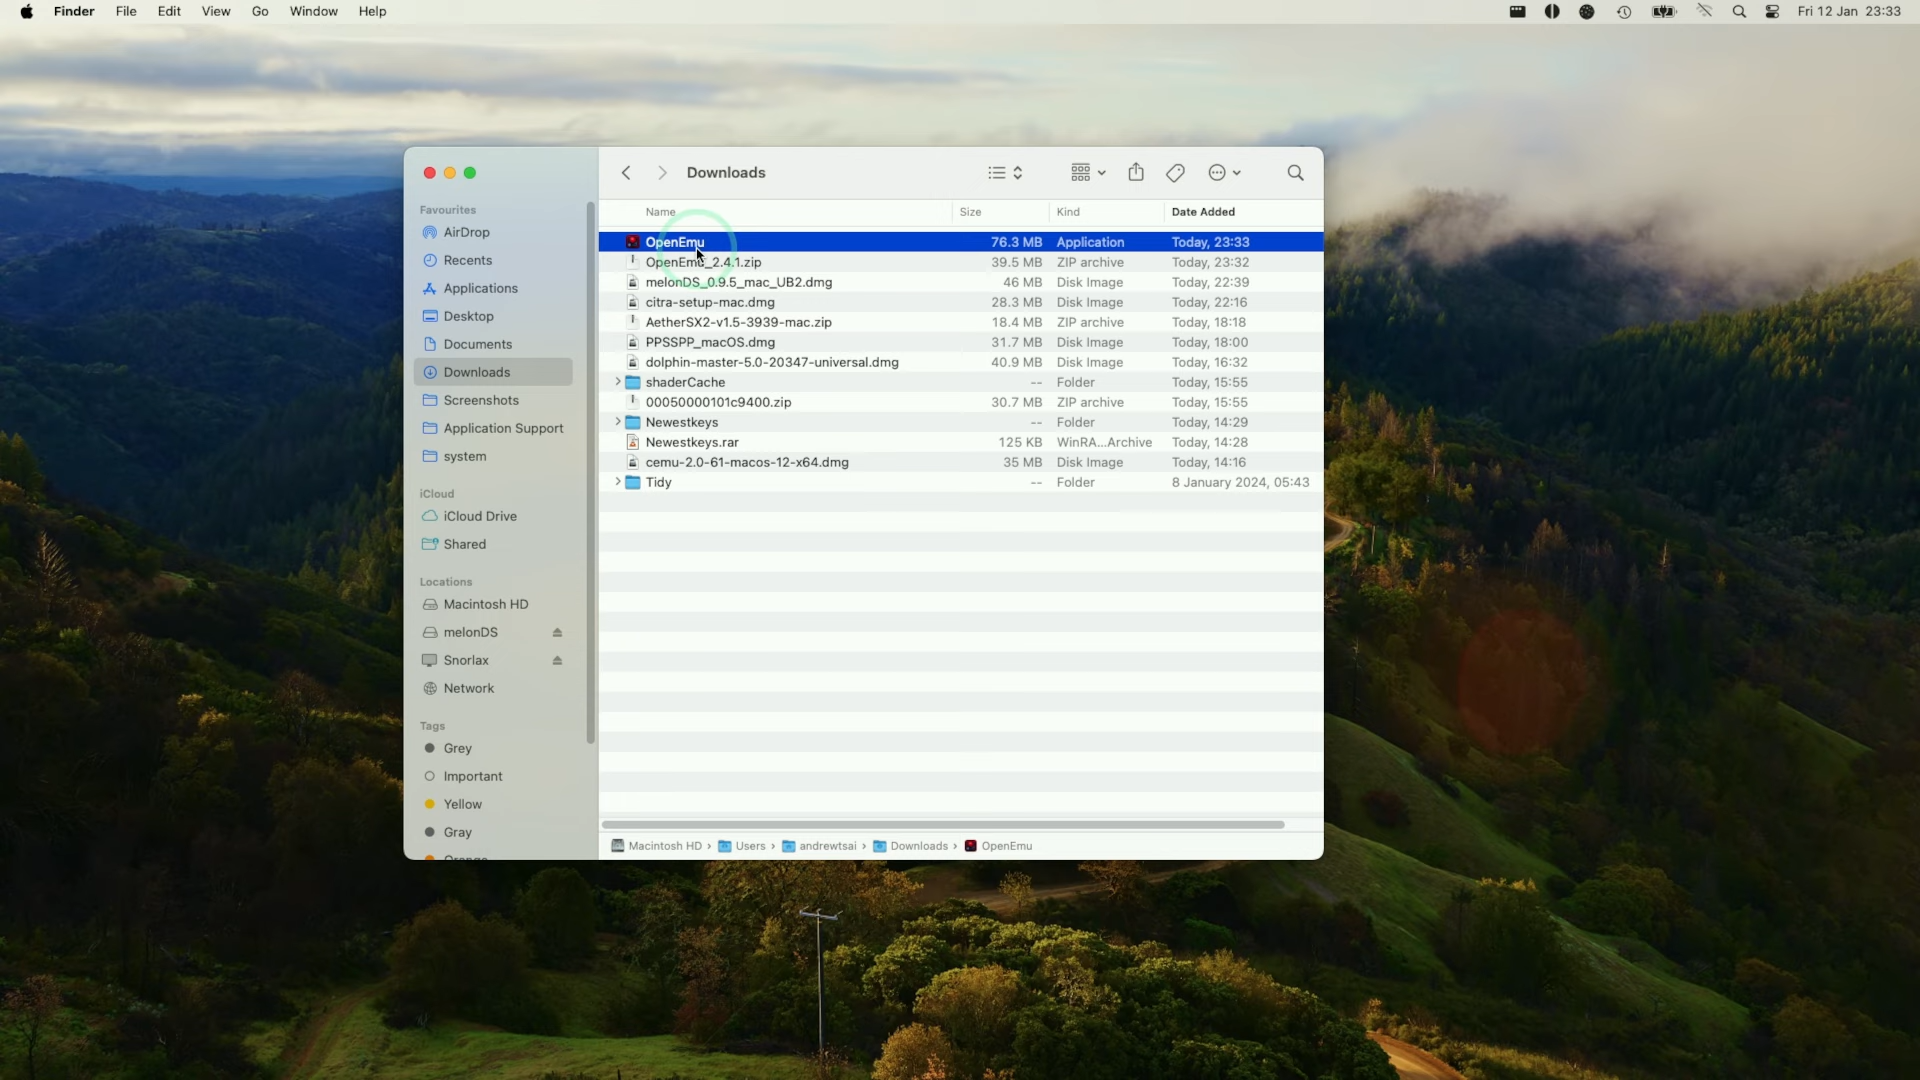 Finder File Edit View Go Window Help Fri 12 Jan 23:33
Downloads
Favourites
AirDrop
Recents
Applications
Desktop
Documents
Downloads
Screenshots
Application Support
system
iCloud
iCloud Drive
Shared
Locations
Macintosh HD
melonDS
Snorlax
Network
Tags
Grey
Important
Yellow
Gray
Orange
Name Size Kind Date Added
OpenEmu 76.3 MB Application Today, 23:33
OpenEmu_2.4.1.zip 39.5 MB ZIP archive Today, 23:32
melonDS_0.9.5_mac_UB2.dmg 46 MB Disk Image Today, 22:39
citra-setup-mac.dmg 28.3 MB Disk Image Today, 22:16
AetherSX2-v1.5-3939-mac.zip 18.4 MB ZIP archive Today, 18:18
PPSSPP_macOS.dmg 31.7 MB Disk Image Today, 18:00
dolphin-master-5.0-20347-universal.dmg 40.9 MB Disk Image Today, 16:32
shaderCache -- Folder Today, 15:55
00050000101c9400.zip 30.7 MB ZIP archive Today, 15:55
Newestkeys -- Folder Today, 14:29
Newestkeys.rar 125 KB WinRA...Archive Today, 14:28
cemu-2.0-61-macos-12-x64.dmg 35 MB Disk Image Today, 14:16
Tidy -- Folder 8 January 2024, 05:43
Macintosh HD › Users › andrewtsai › Downloads › OpenEmu